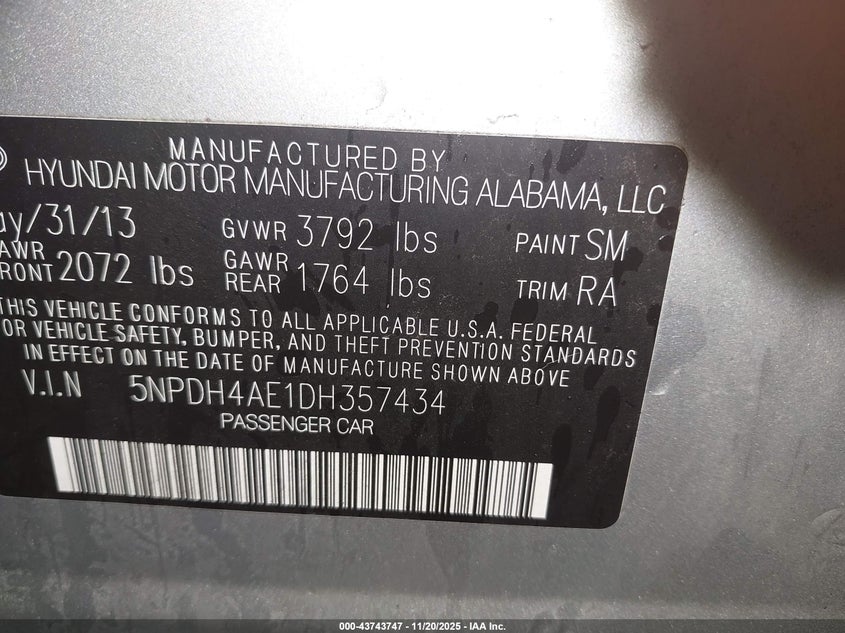 MANUFACTURED BY
HYUNDAI MOTOR MANUFACTURING ALABAMA, LLC
ay/31/13 GVWR 3792 lbs PAINT SM
AWR FRONT 2072 lbs GAWR REAR 1764 lbs TRIM RA
THIS VEHICLE CONFORMS TO ALL APPLICABLE U.S.A. FEDERAL
OR VEHICLE SAFETY, BUMPER, AND THEFT PREVENTION STANDARDS
IN EFFECT ON THE DATE OF MANUFACTURE SHOWN ABOVE
V.I.N 5NPDH4AE1DH357434
PASSENGER CAR
000-43743747 - 11/20/2025 - IAA Inc.